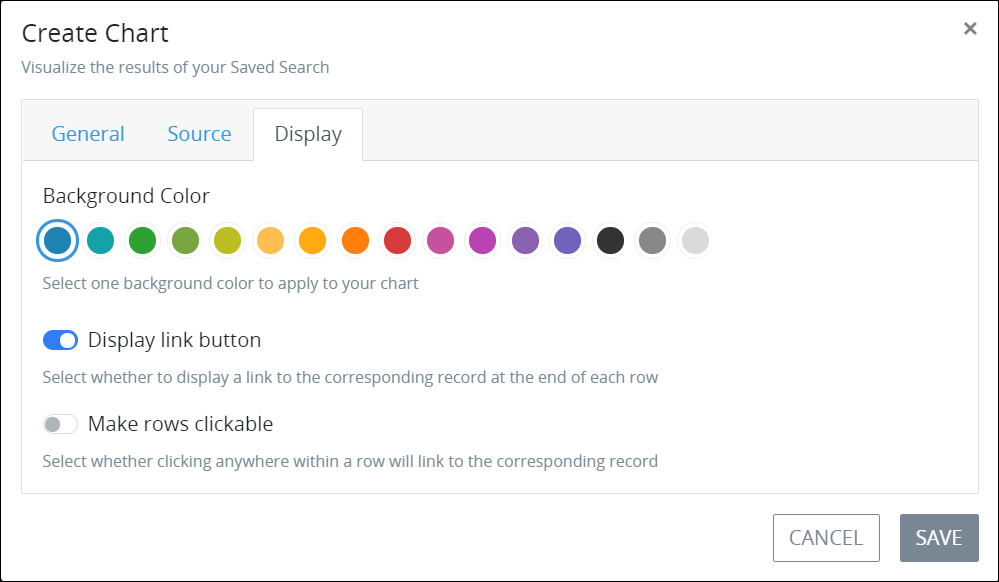 Create Chart
×
Visualize the results of your Saved Search
General Source Display
Background Color
Select one background color to apply to your chart
Display link button
Select whether to display a link to the corresponding record at the end of each row
Make rows clickable
Select whether clicking anywhere within a row will link to the corresponding record
CANCEL SAVE